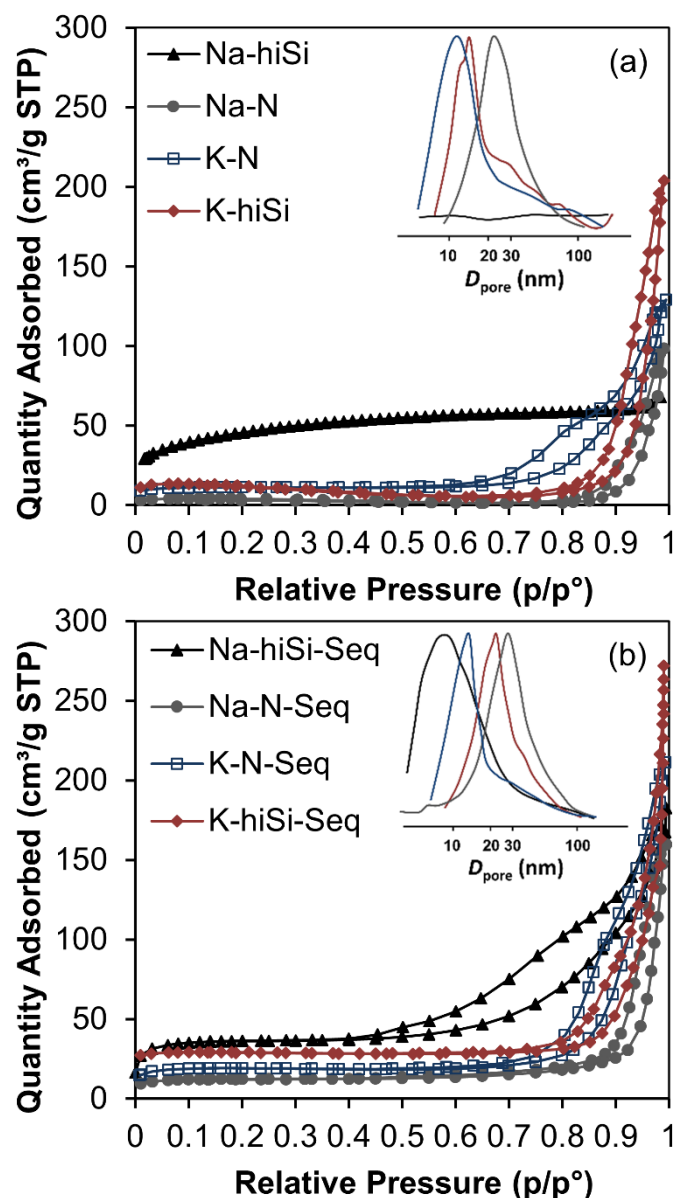 300
250
200
150
100
50
0
Quantity Adsorbed (cm³/g STP)
Na-hiSi
Na-N
K-N
K-hiSi
(a)
10 20 30 100
Dpore (nm)
0 0.1 0.2 0.3 0.4 0.5 0.6 0.7 0.8 0.9 1
Relative Pressure (p/p°)
300
250
200
150
100
50
0
Quantity Adsorbed (cm³/g STP)
Na-hiSi-Seq
Na-N-Seq
K-N-Seq
K-hiSi-Seq
(b)
10 20 30 100
Dpore (nm)
0 0.1 0.2 0.3 0.4 0.5 0.6 0.7 0.8 0.9 1
Relative Pressure (p/p°)